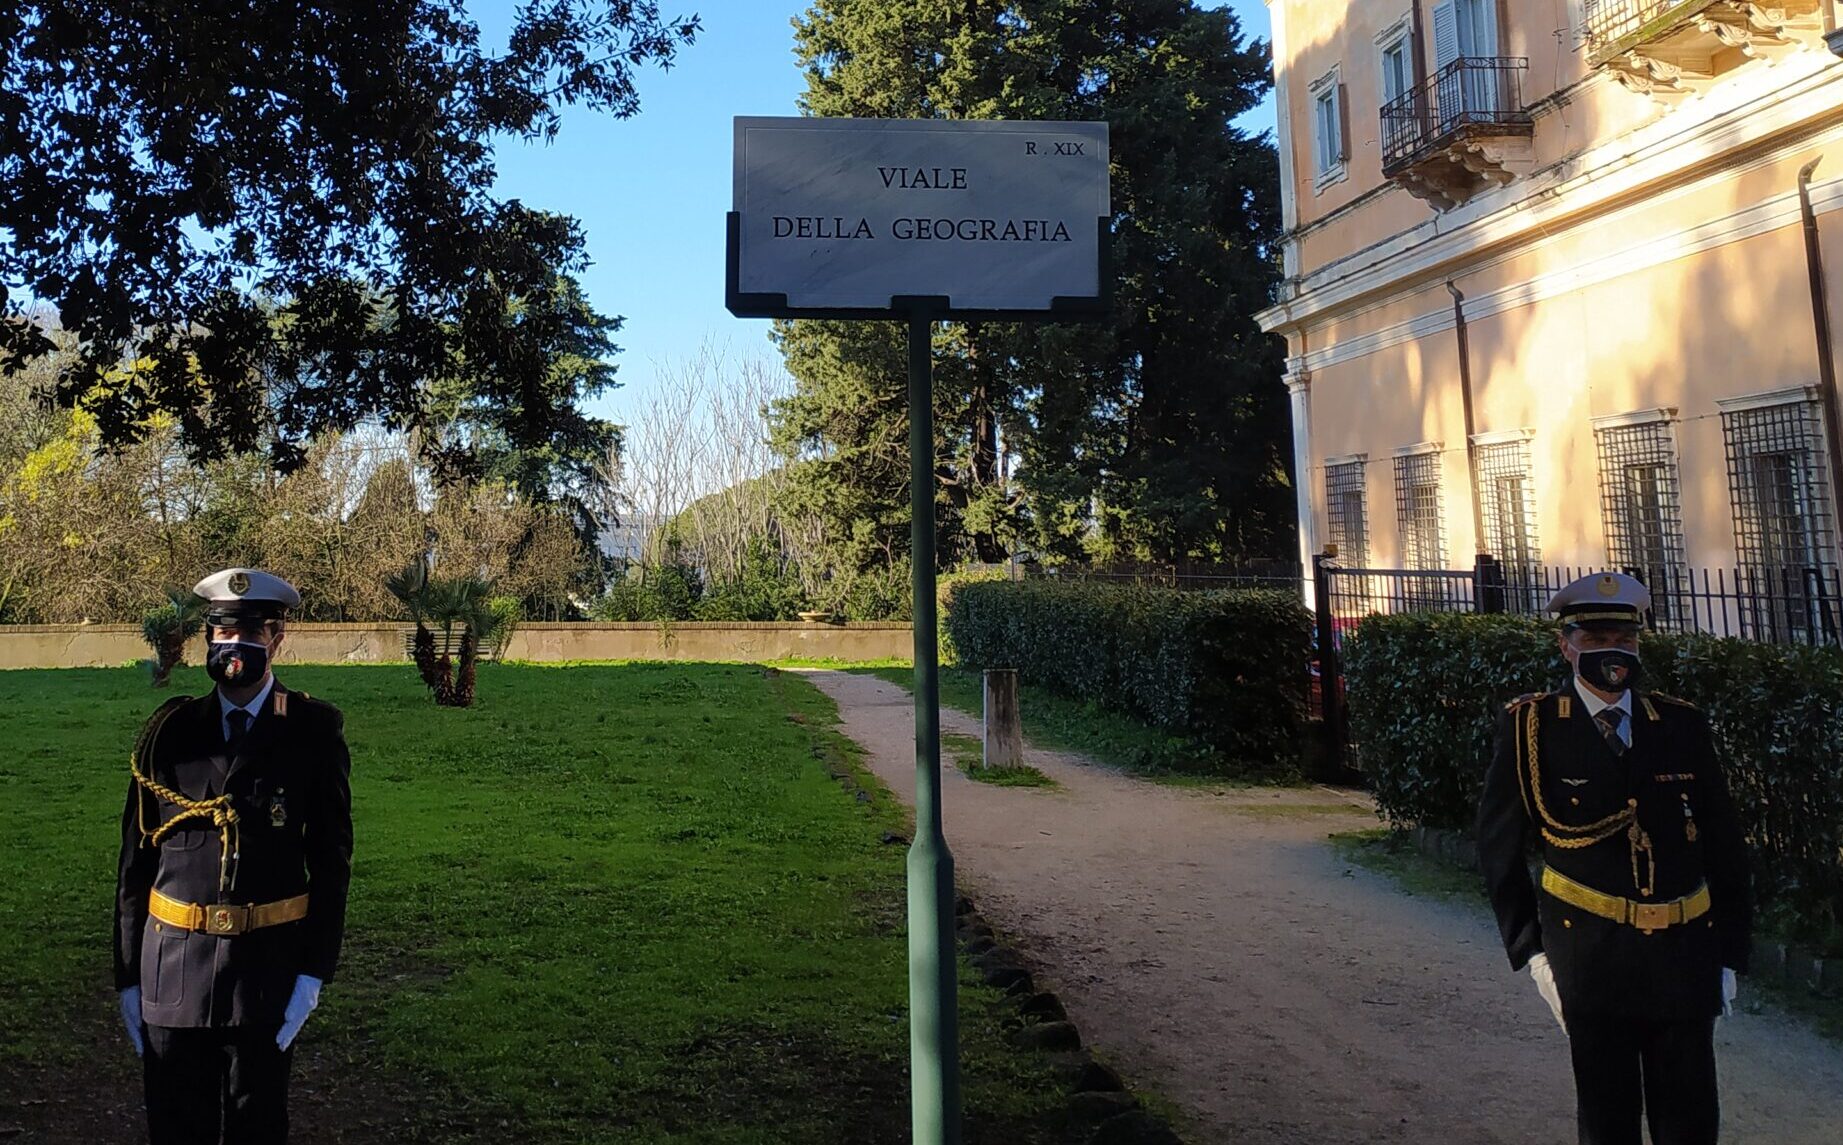 R . XIX
VIALE
DELLA GEOGRAFIA